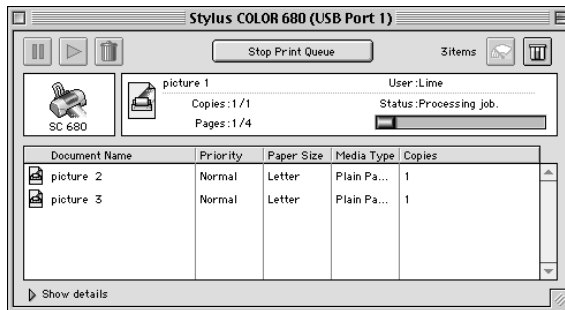 Stylus COLOR 680 (USB Port 1)
Stop Print Queue
3items
SC 680
picture 1
User:Lime
Copies:1/1
Status:Processing job.
Pages:1/4
Document Name Priority Paper Size Media Type Copies
picture 2 Normal Letter Plain Pa... 1
picture 3 Normal Letter Plain Pa... 1
Show details